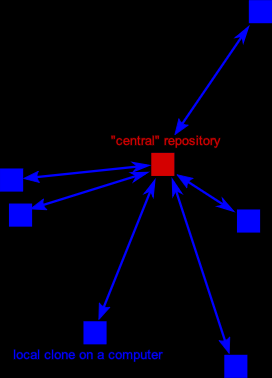 "central" repository
local clone on a computer